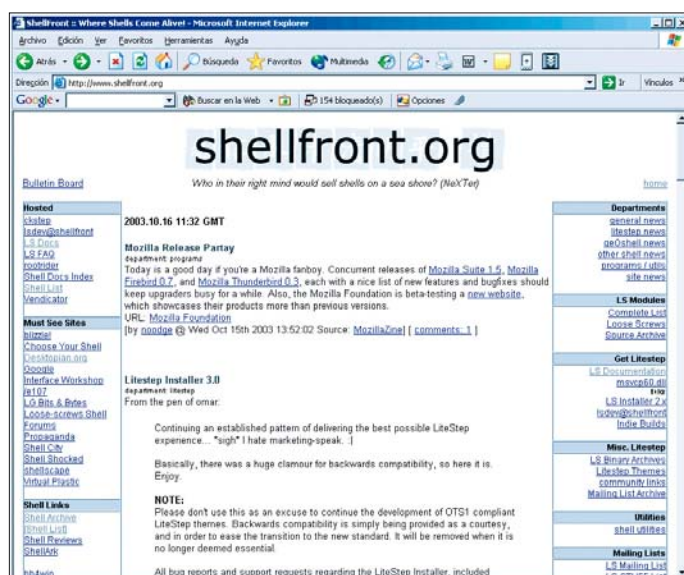 ShellFront :: Where Shells Come Alive! - Microsoft Internet Explorer
Archivo Edición Ver Favoritos Herramientas Ayuda
Atrás Búsqueda Favoritos Multimedia
Dirección http://www.shellfront.org Ir Vínculos
Google Buscar en la Web 154 bloqueado(s) Opciones
shellfront.org
Bulletin Board
Who in their right mind would sell shells on a sea shore? (NeXTer)
home
Hosted
ckstep
lsdev@shellfront
LS Docs
LS FAQ
rootrider
Shell Docs Index
Shell List
Vendicator
Must See Sites
blizzle!
Choose Your Shell
Desktopian.org
Google
Interface Workshop
je107
LG Bits & Bytes
Loose-screws Shell
Forums
Propaganda
Shell City
Shell Shocked
shellscape
Virtual Plastic
Shell Links
Shell Archive
(Shell List)
Shell Reviews
ShellArk
bb4win
2003.10.16 11:32 GMT
Mozilla Release Partay
department: programs
Today is a good day if you're a Mozilla fanboy. Concurrent releases of Mozilla Suite 1.5, Mozilla
Firebird 0.7, and Mozilla Thunderbird 0.3, each with a nice list of new features and bugfixes should
keep upgraders busy for a while. Also, the Mozilla Foundation is beta-testing a new website,
which showcases their products more than previous versions.
URL: Mozilla Foundation
[by noodge @ Wed Oct 15th 2003 13:52:02 Source: MozillaZine] [ comments: 1 ]
Litestep Installer 3.0
department: litestep
From the pen of omar:
Continuing an established pattern of delivering the best possible LiteStep
experience... "sigh" I hate marketing-speak. :|
Basically, there was a huge clamour for backwards compatibility, so here it is.
Enjoy.
NOTE:
Please don't use this as an excuse to continue the development of OTS1 compliant
LiteStep themes. Backwards compatibility is simply being provided as a courtesy,
and in order to ease the transition to the new standard. It will be removed when it is
no longer deemed essential.
All bug reports and support requests regarding the LiteStep Installer, included
Departments
general news
litestep news
geOshell news
other shell news
programs / utils
site news
LS Modules
Complete List
Loose Screws
Source Archive
Get Litestep
LS Documentation
msvcp60.dll
LS Installer 2.x
lsdev@shellfront
Indie Builds
Misc. Litestep
LS Binary Archives
Litestep Themes
community links
Mailing List Archive
Utilities
shell utilities
Mailing Lists
LS Mailing List